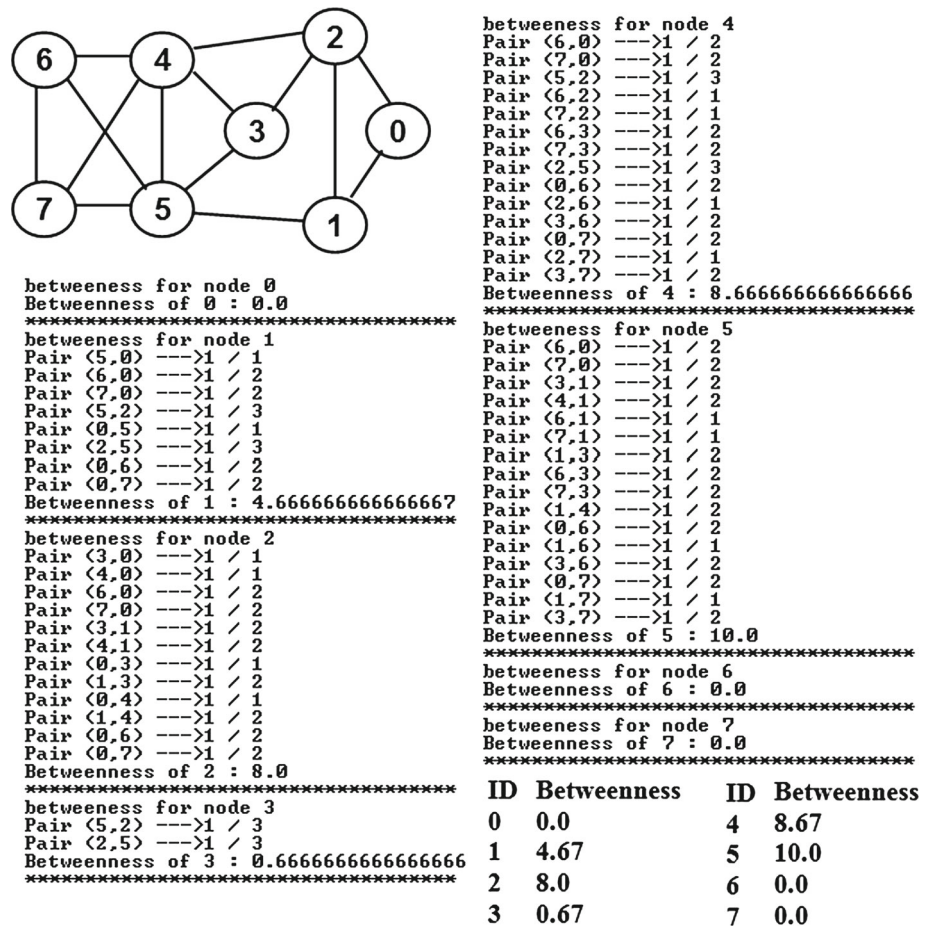 6
4
2
3
0
7
5
1
betweeness for node 0
Betweenness of 0 : 0.0
****************************************
betweeness for node 1
Pair (5,0) --->1 / 1
Pair (6,0) --->1 / 2
Pair (7,0) --->1 / 2
Pair (5,2) --->1 / 3
Pair (0,5) --->1 / 1
Pair (2,5) --->1 / 3
Pair (0,6) --->1 / 2
Pair (0,7) --->1 / 2
Betweenness of 1 : 4.666666666666667
****************************************
betweeness for node 2
Pair (3,0) --->1 / 1
Pair (4,0) --->1 / 1
Pair (6,0) --->1 / 2
Pair (7,0) --->1 / 2
Pair (3,1) --->1 / 2
Pair (4,1) --->1 / 2
Pair (0,3) --->1 / 1
Pair (1,3) --->1 / 2
Pair (0,4) --->1 / 1
Pair (1,4) --->1 / 2
Pair (0,6) --->1 / 2
Pair (0,7) --->1 / 2
Betweenness of 2 : 8.0
****************************************
betweeness for node 3
Pair (5,2) --->1 / 3
Pair (2,5) --->1 / 3
Betweenness of 3 : 0.6666666666666666
****************************************
betweeness for node 4
Pair (6,0) --->1 / 2
Pair (7,0) --->1 / 2
Pair (5,2) --->1 / 3
Pair (6,2) --->1 / 1
Pair (7,2) --->1 / 1
Pair (6,3) --->1 / 2
Pair (7,3) --->1 / 2
Pair (2,5) --->1 / 3
Pair (0,6) --->1 / 2
Pair (2,6) --->1 / 1
Pair (3,6) --->1 / 2
Pair (0,7) --->1 / 2
Pair (2,7) --->1 / 1
Pair (3,7) --->1 / 2
Betweenness of 4 : 8.666666666666666
****************************************
betweeness for node 5
Pair (6,0) --->1 / 2
Pair (7,0) --->1 / 2
Pair (3,1) --->1 / 2
Pair (4,1) --->1 / 2
Pair (6,1) --->1 / 1
Pair (7,1) --->1 / 1
Pair (1,3) --->1 / 2
Pair (6,3) --->1 / 2
Pair (7,3) --->1 / 2
Pair (1,4) --->1 / 2
Pair (0,6) --->1 / 2
Pair (1,6) --->1 / 1
Pair (3,6) --->1 / 2
Pair (0,7) --->1 / 2
Pair (1,7) --->1 / 1
Pair (3,7) --->1 / 2
Betweenness of 5 : 10.0
****************************************
betweeness for node 6
Betweenness of 6 : 0.0
****************************************
betweeness for node 7
Betweenness of 7 : 0.0
****************************************
ID Betweenness ID Betweenness
0 0.0 4 8.67
1 4.67 5 10.0
2 8.0 6 0.0
3 0.67 7 0.0